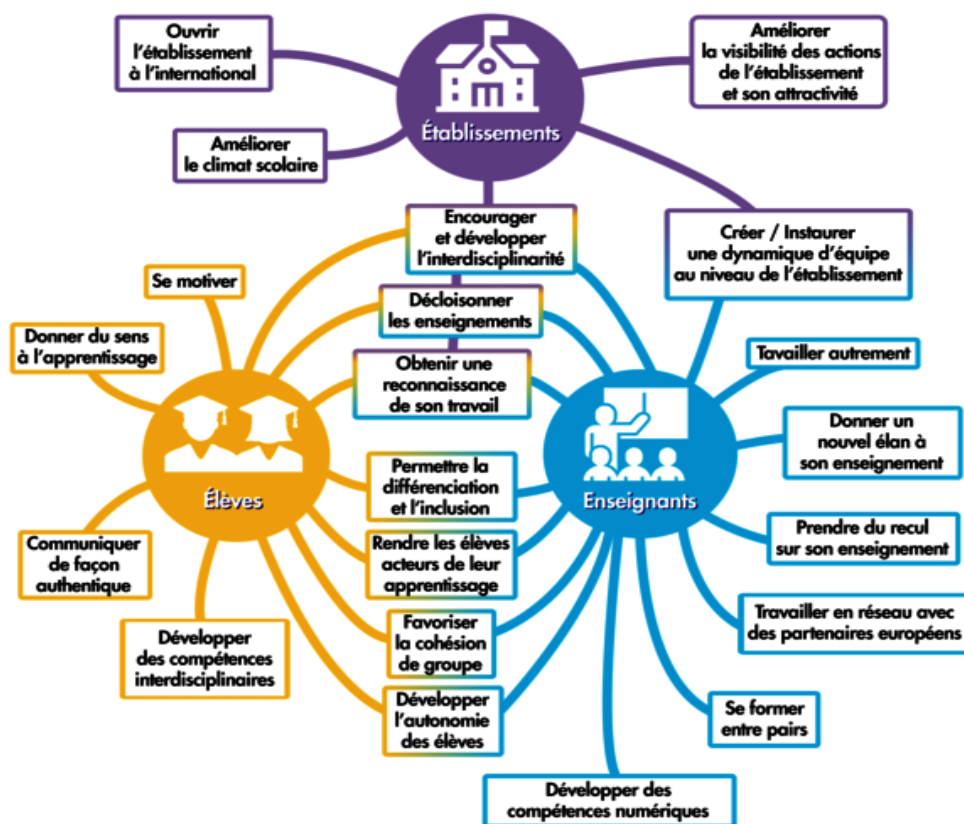 Ouvrir
l'établissement
à l'international
Améliorer
la visibilité des actions
de l'établissement
et son attractivité
Établissements
Améliorer
le climat scolaire
Encourager
et développer
l'interdisciplinarité
Créer / Instaurer
une dynamique d'équipe
au niveau de l'établissement
Se motiver
Décloisonner
les enseignements
Donner du sens
à l'apprentissage
Obtenir une
reconnaissance
de son travail
Tavailler autrement
Donner un
nouvel élan à
son enseignement
Élèves
Permettre la
différenciation
et l'inclusion
Enseignants
Prendre du recul
sur son enseignement
Communiquer
de façon
authentique
Rendre les élèves
acteurs de leur
apprentissage
Travailler en réseau avec
des partenaires européens
Développer
des compétences
interdisciplinaires
Favoriser
la cohésion
de groupe
Développer
l'autonomie
des élèves
Se former
entre pairs
Développer des
compétences numériques